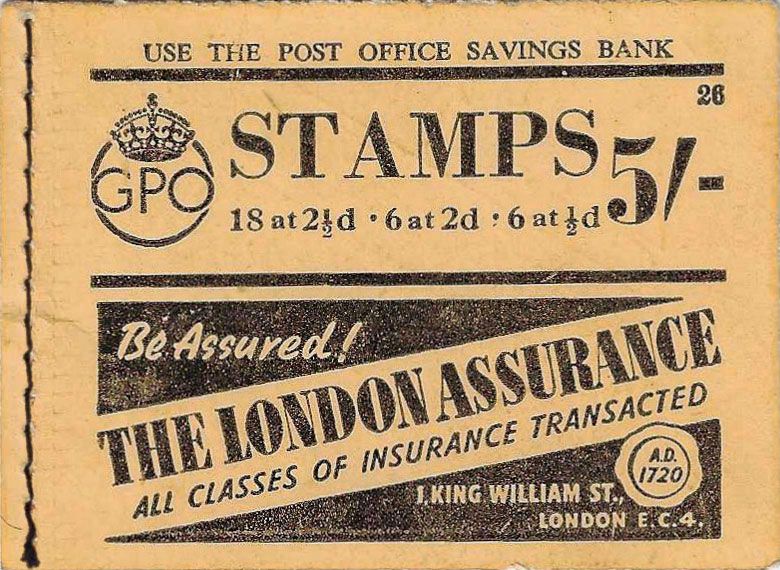 USE THE POST OFFICE SAVINGS BANK
26
GPO
STAMPS 5/-
18 at 2½d · 6 at 2d · 6 at ½d
Be Assured!
THE LONDON ASSURANCE
ALL CLASSES OF INSURANCE TRANSACTED
A.D.
1720
1, KING WILLIAM ST.,
LONDON E.C.4.